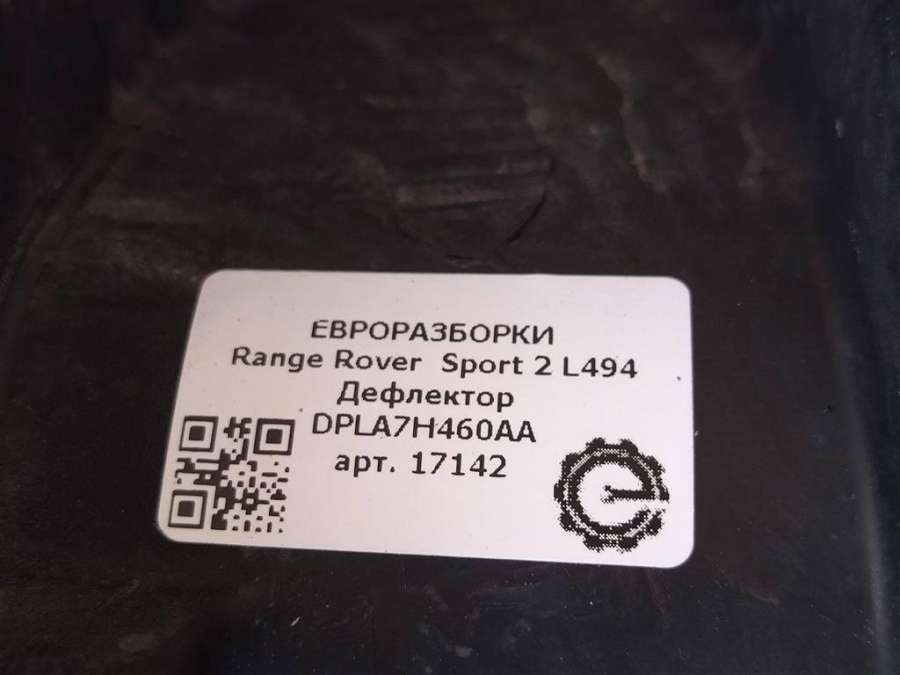 ЕВРОРАЗБОРКИ
Range Rover Sport 2 L494
Дефлектор
DPLA7H460AA
арт. 17142